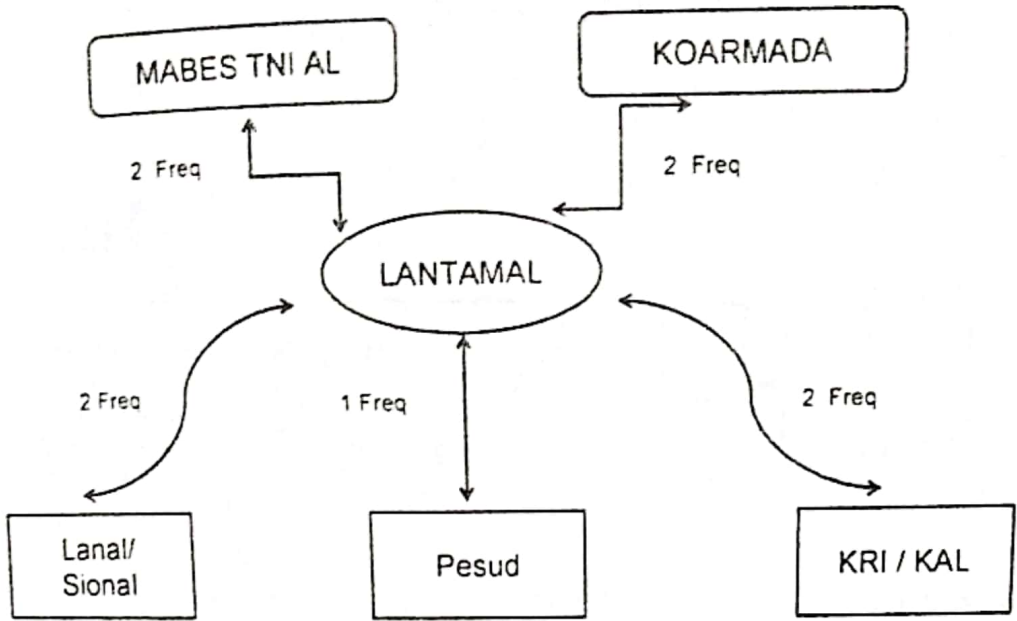 MABES TNI AL
KOARMADA
2 Freq
2 Freq
LANTAMAL
2 Freq
1 Freq
2 Freq
Lanal/
Sional
Pesud
KRI / KAL